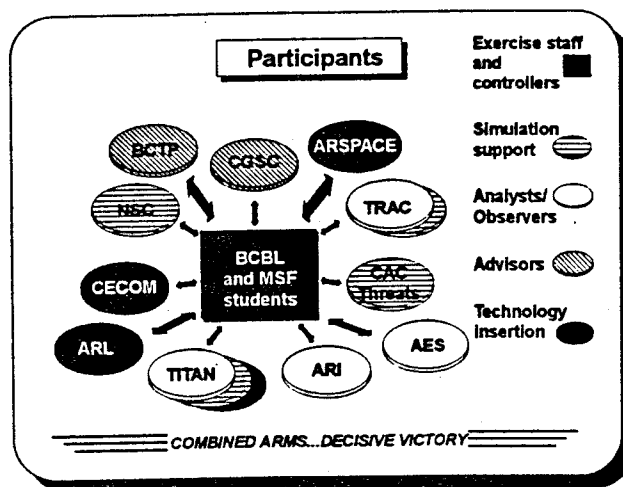 Participants
Exercise staff
and
controllers
Simulation
support
Analysts/
Observers
Advisors
Technology
insertion
BCTP
CGSC
ARSPACE
NSC
TRAC
CECOM
BCBL
and MSF
students
CAC
Threats
ARL
TITAN
ARI
AES
COMBINED ARMS...DECISIVE VICTORY